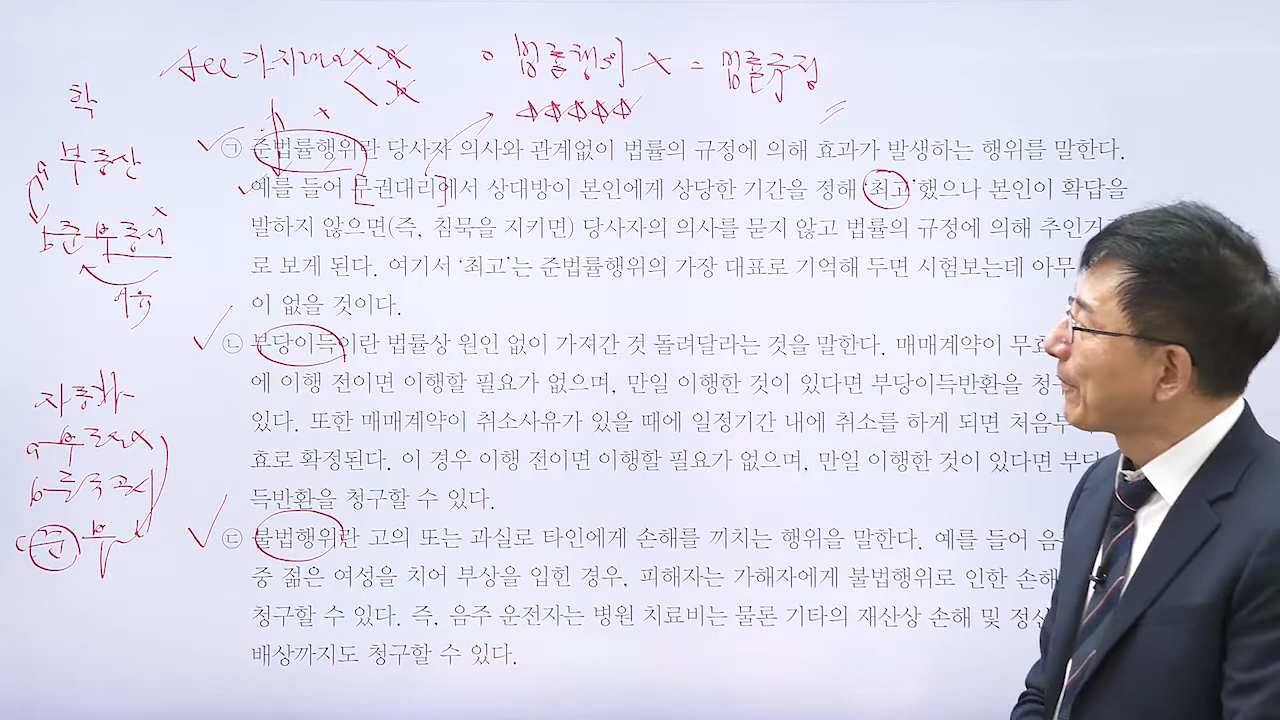 법률행위 X = 법률규정
학
a 부동산
b 준부동산
자동차
㉠ 준법률행위란 당사자 의사와 관계없이 법률의 규정에 의해 효과가 발생하는 행위를 말한다.
예를 들어 무권대리에서 상대방이 본인에게 상당한 기간을 정해 ‘최고’했으나 본인이 확답을
발하지 않으면(즉, 침묵을 지키면) 당사자의 의사를 묻지 않고 법률의 규정에 의해 추인거
로 보게 된다. 여기서 ‘최고’는 준법률행위의 가장 대표로 기억해 두면 시험보는데 아무
이 없을 것이다.
㉡ 부당이득이란 법률상 원인 없이 가져간 것 돌려달라는 것을 말한다. 매매계약이 무효
에 이행 전이면 이행할 필요가 없으며, 만일 이행한 것이 있다면 부당이득반환을 청구
있다. 또한 매매계약이 취소사유가 있을 때에 일정기간 내에 취소를 하게 되면 처음부터
효로 확정된다. 이 경우 이행 전이면 이행할 필요가 없으며, 만일 이행한 것이 있다면 부당
득반환을 청구할 수 있다.
㉢ 불법행위란 고의 또는 과실로 타인에게 손해를 끼치는 행위를 말한다. 예를 들어 음
중 젊은 여성을 치어 부상을 입힌 경우, 피해자는 가해자에게 불법행위로 인한 손해
청구할 수 있다. 즉, 음주 운전자는 병원 치료비는 물론 기타의 재산상 손해 및 정신
배상까지도 청구할 수 있다.